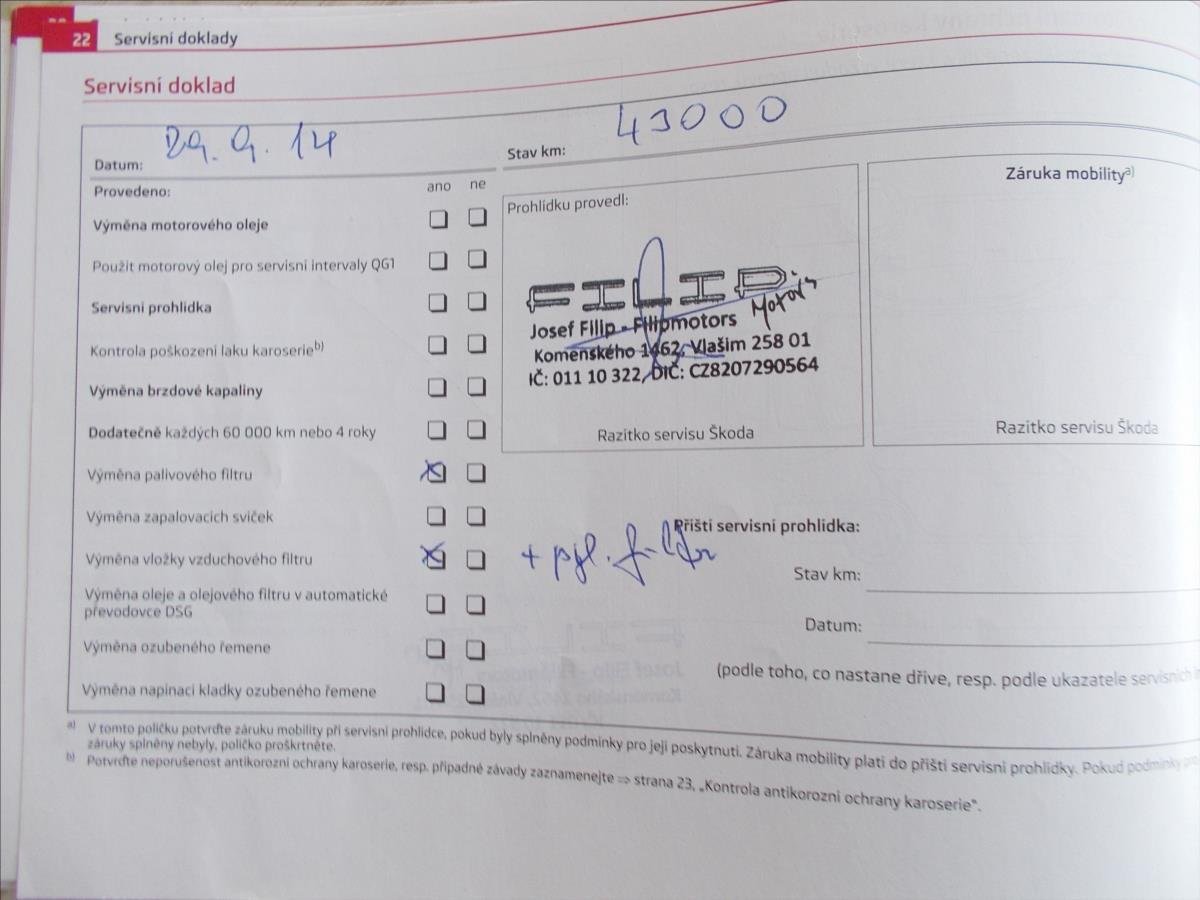 22 Servisní doklady
Servisní doklad
Datum: 29. 9. 14
Stav km: 43000
Provedeno: ano ne
Výměna motorového oleje
Použit motorový olej pro servisní intervaly QG1
Servisní prohlídka
Kontrola poškození laku karoserie b)
Výměna brzdové kapaliny
Dodatečně každých 60 000 km nebo 4 roky
Výměna palivového filtru
Výměna zapalovacích svíček
Výměna vložky vzduchového filtru
Výměna oleje a olejového filtru v automatické
převodovce DSG
Výměna ozubeného řemene
Výměna napínací kladky ozubeného řemene
Prohlídku provedl:
FILIP
Motors
Josef Filip - Filipmotors
Komenského 1462, Vlašim 258 01
IČ: 011 10 322, DIČ: CZ8207290564
Razítko servisu Škoda
Záruka mobility a)
Razítko servisu Škoda
+ pyl. filtr
Příští servisní prohlídka:
Stav km:
Datum:
(podle toho, co nastane dříve, resp. podle ukazatele servisních
a) V tomto políčku potvrďte záruku mobility při servisní prohlídce, pokud byly splněny podmínky pro její poskytnutí. Záruka mobility platí do příští servisní prohlídky. Pokud podmínky pro
záruky splněny nebyly, políčko proškrtněte.
b) Potvrďte neporušenost antikorozní ochrany karoserie, resp. případné závady zaznamenejte ⇒ strana 23, „Kontrola antikorozní ochrany karoserie“.